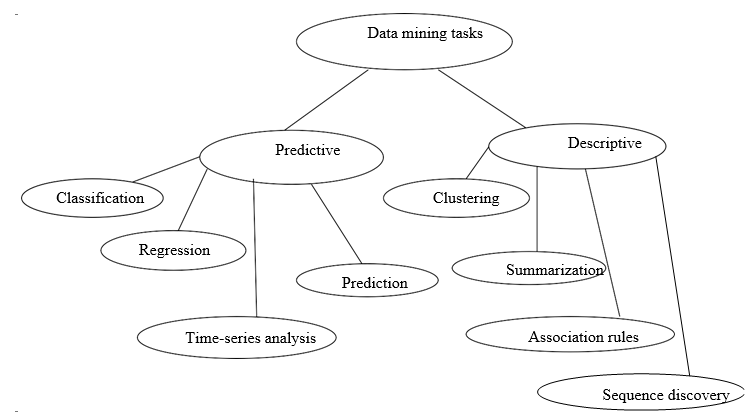 Data mining tasks
Predictive
Descriptive
Classification
Clustering
Regression
Summarization
Prediction
Time-series analysis
Association rules
Sequence discovery